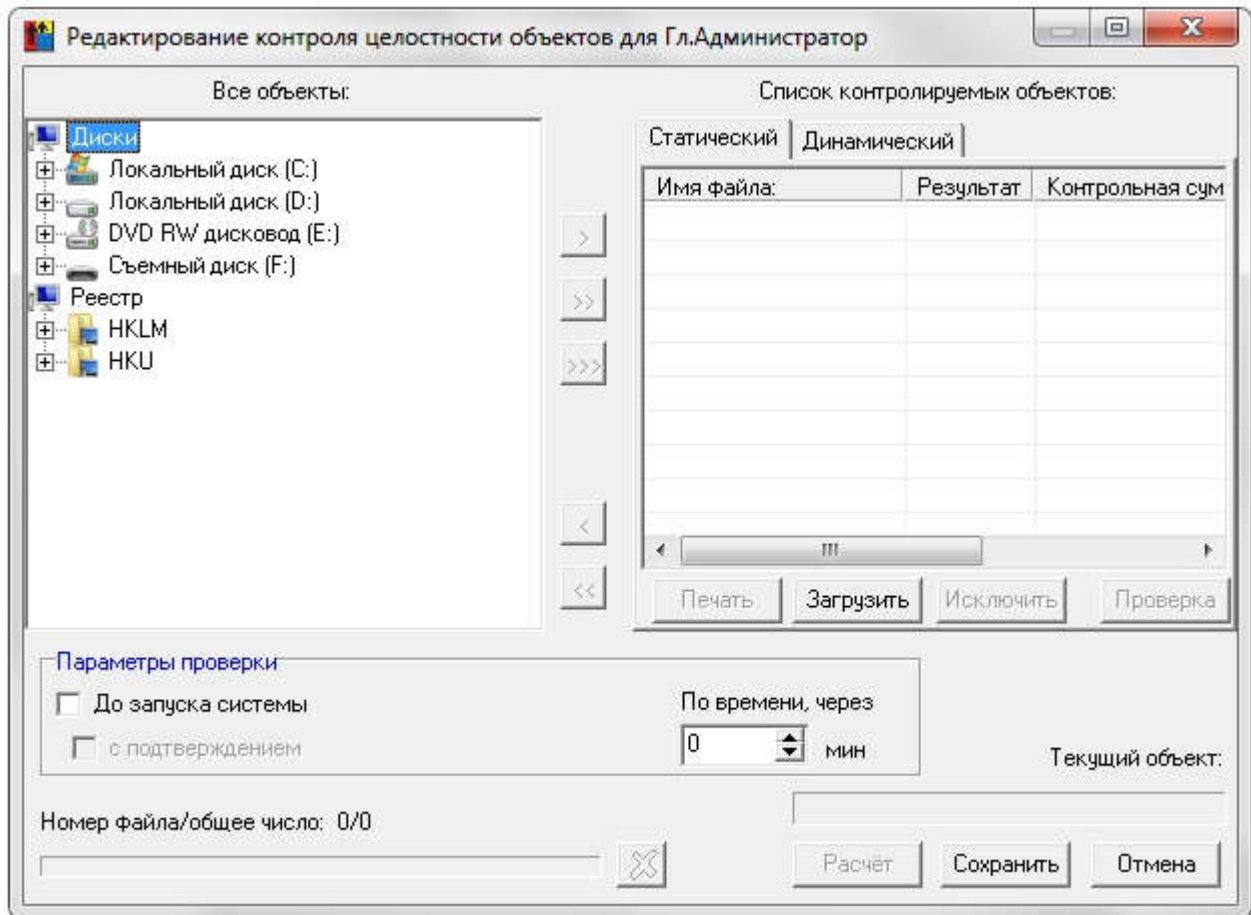 Редактирование контроля целостности объектов для Гл.Администратор
Все объекты:
Диски
Локальный диск (C:)
Локальный диск (D:)
DVD RW дисковод (E:)
Съемный диск (F:)
Реестр
HKLM
HKU
>
>>
>>>
<
<<
Список контролируемых объектов:
Статический Динамический
Имя файла: Результат Контрольная сум
Печать Загрузить Исключить Проверка
Параметры проверки
До запуска системы
с подтверждением
По времени, через
0 мин
Текущий объект:
Номер файла/общее число: 0/0
Расчёт Сохранить Отмена